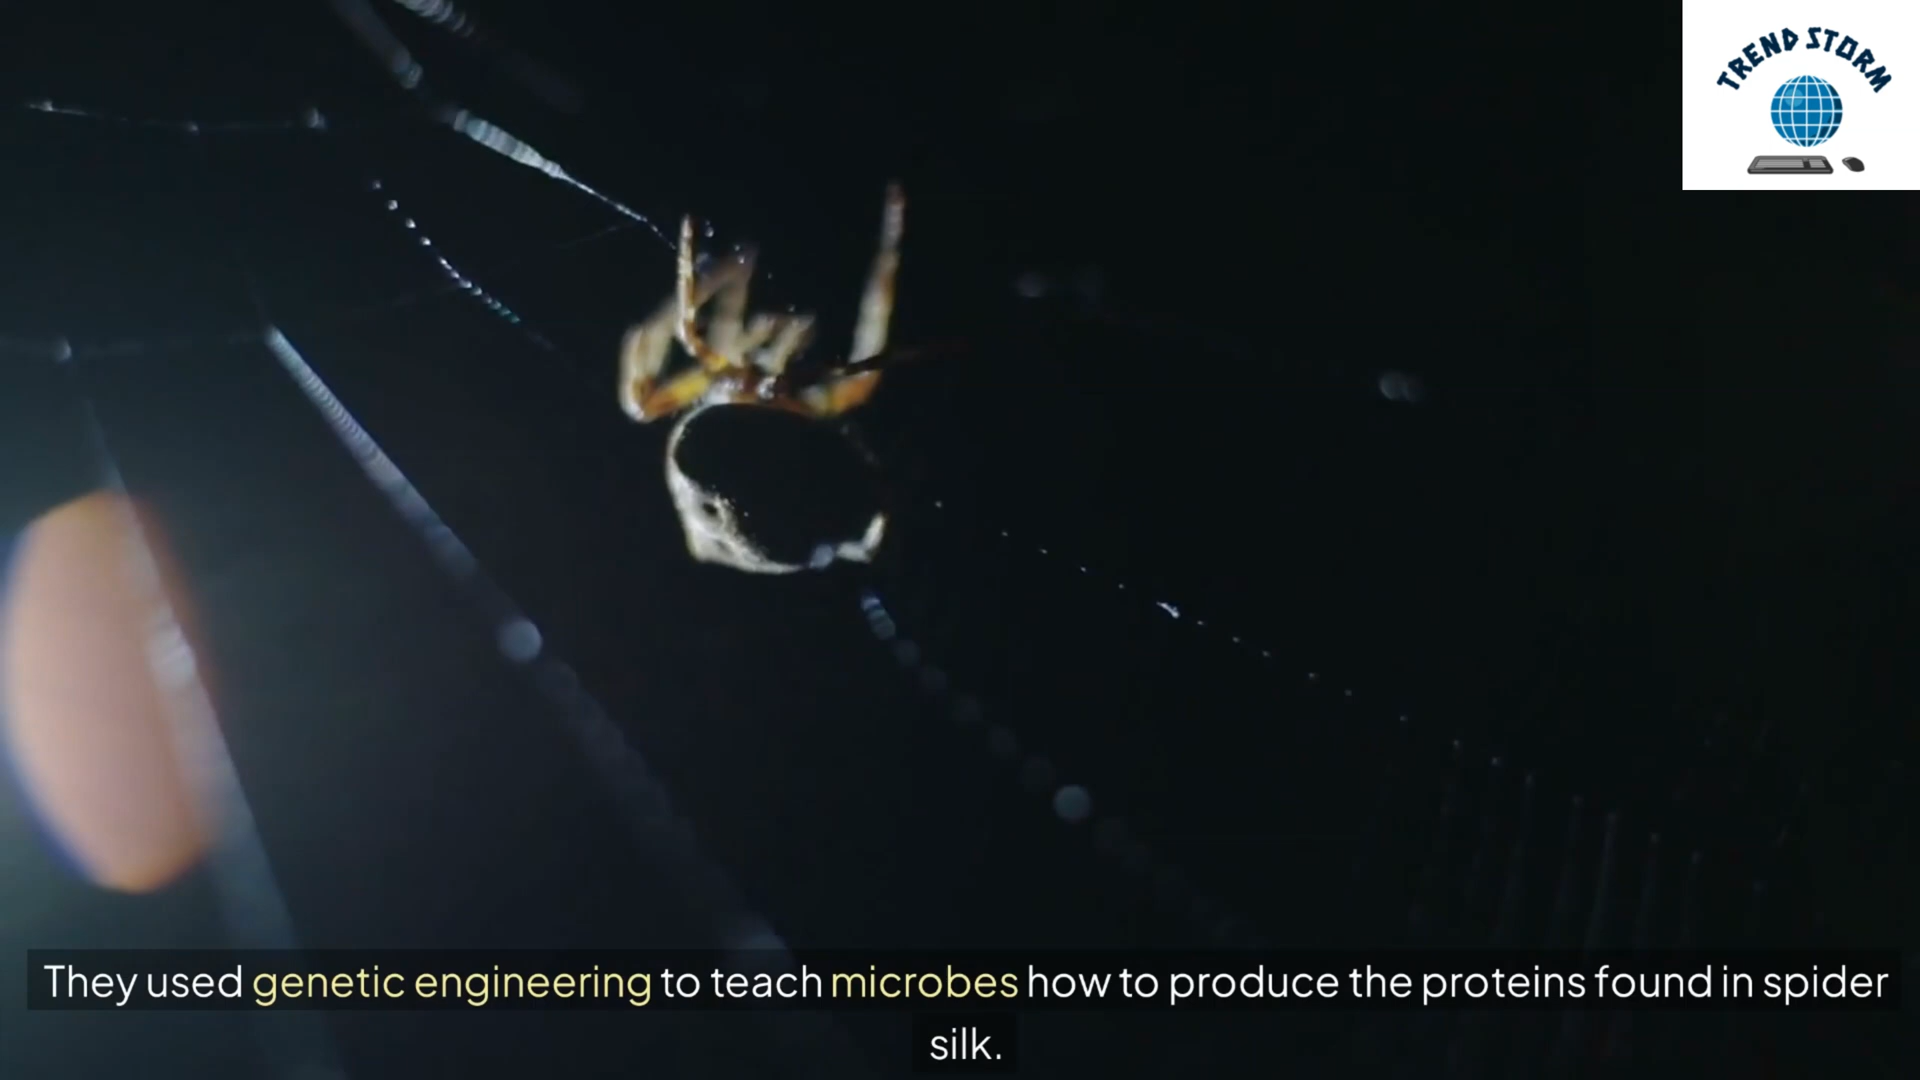 TREND STORM
They used genetic engineering to teach microbes how to produce the proteins found in spider
silk.